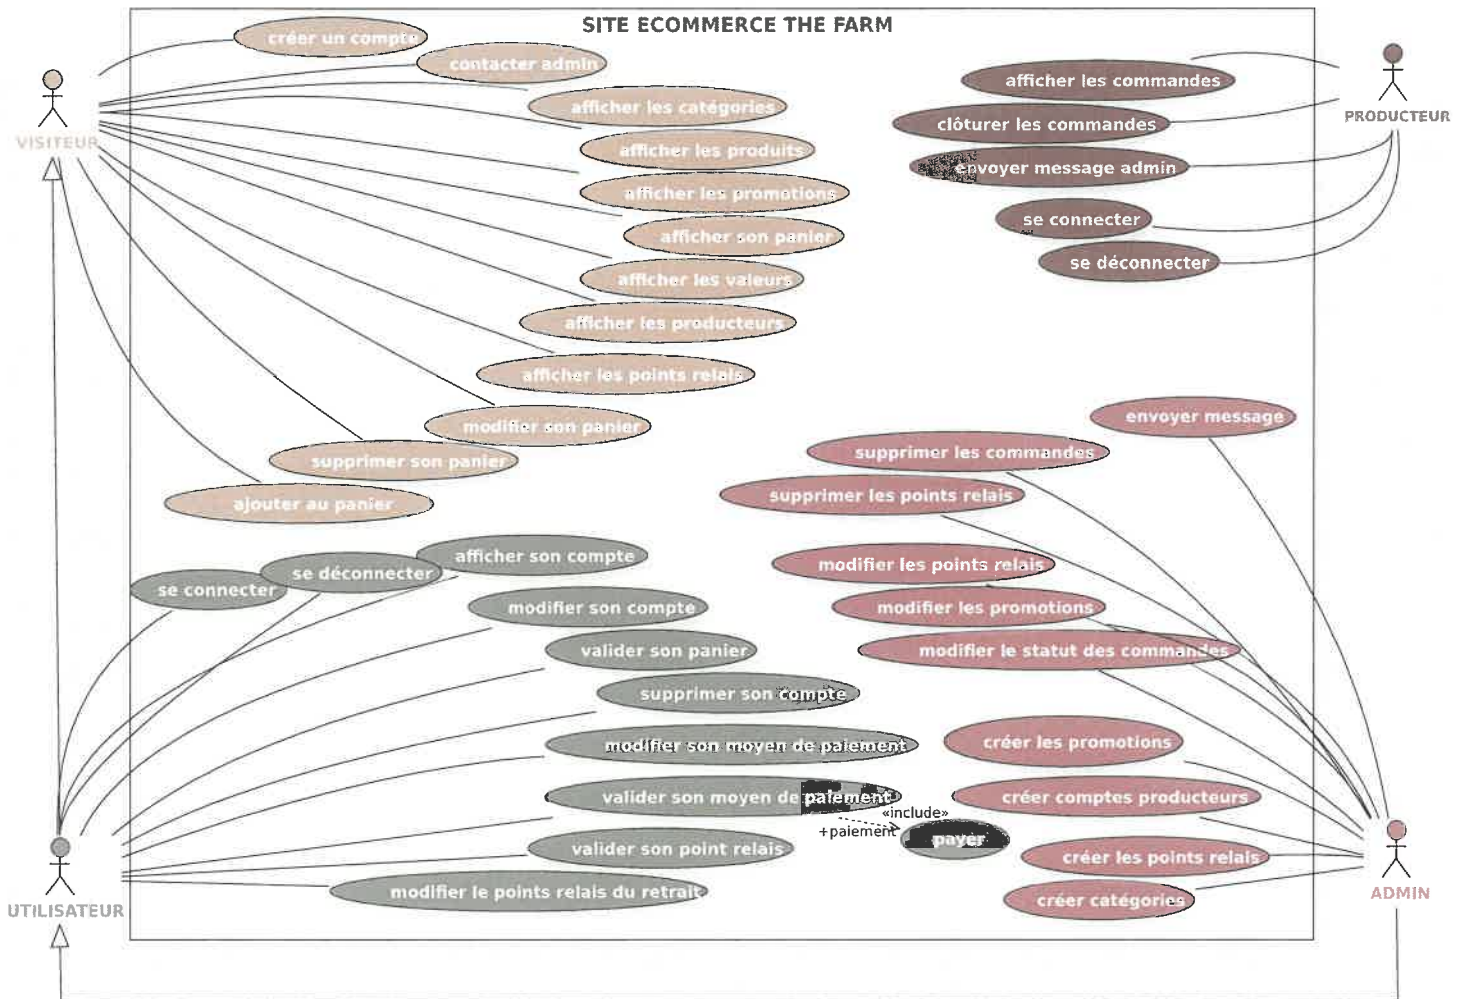 SITE ECOMMERCE THE FARM
créer un compte
contacter admin
afficher les catégories
afficher les produits
afficher les promotions
afficher son panier
afficher les valeurs
afficher les producteurs
afficher les points relais
modifier son panier
supprimer son panier
ajouter au panier
VISITEUR
afficher les commandes
clôturer les commandes
envoyer message admin
se connecter
se déconnecter
PRODUCTEUR
envoyer message
supprimer les commandes
supprimer les points relais
modifier les points relais
modifier les promotions
modifier le statut des commandes
créer les promotions
créer comptes producteurs
créer les points relais
créer catégories
ADMIN
afficher son compte
se déconnecter
se connecter
modifier son compte
valider son panier
supprimer son compte
modifier son moyen de paiement
valider son moyen de paiement
«include»
+paiement
payer
valider son point relais
modifier le points relais du retrait
UTILISATEUR